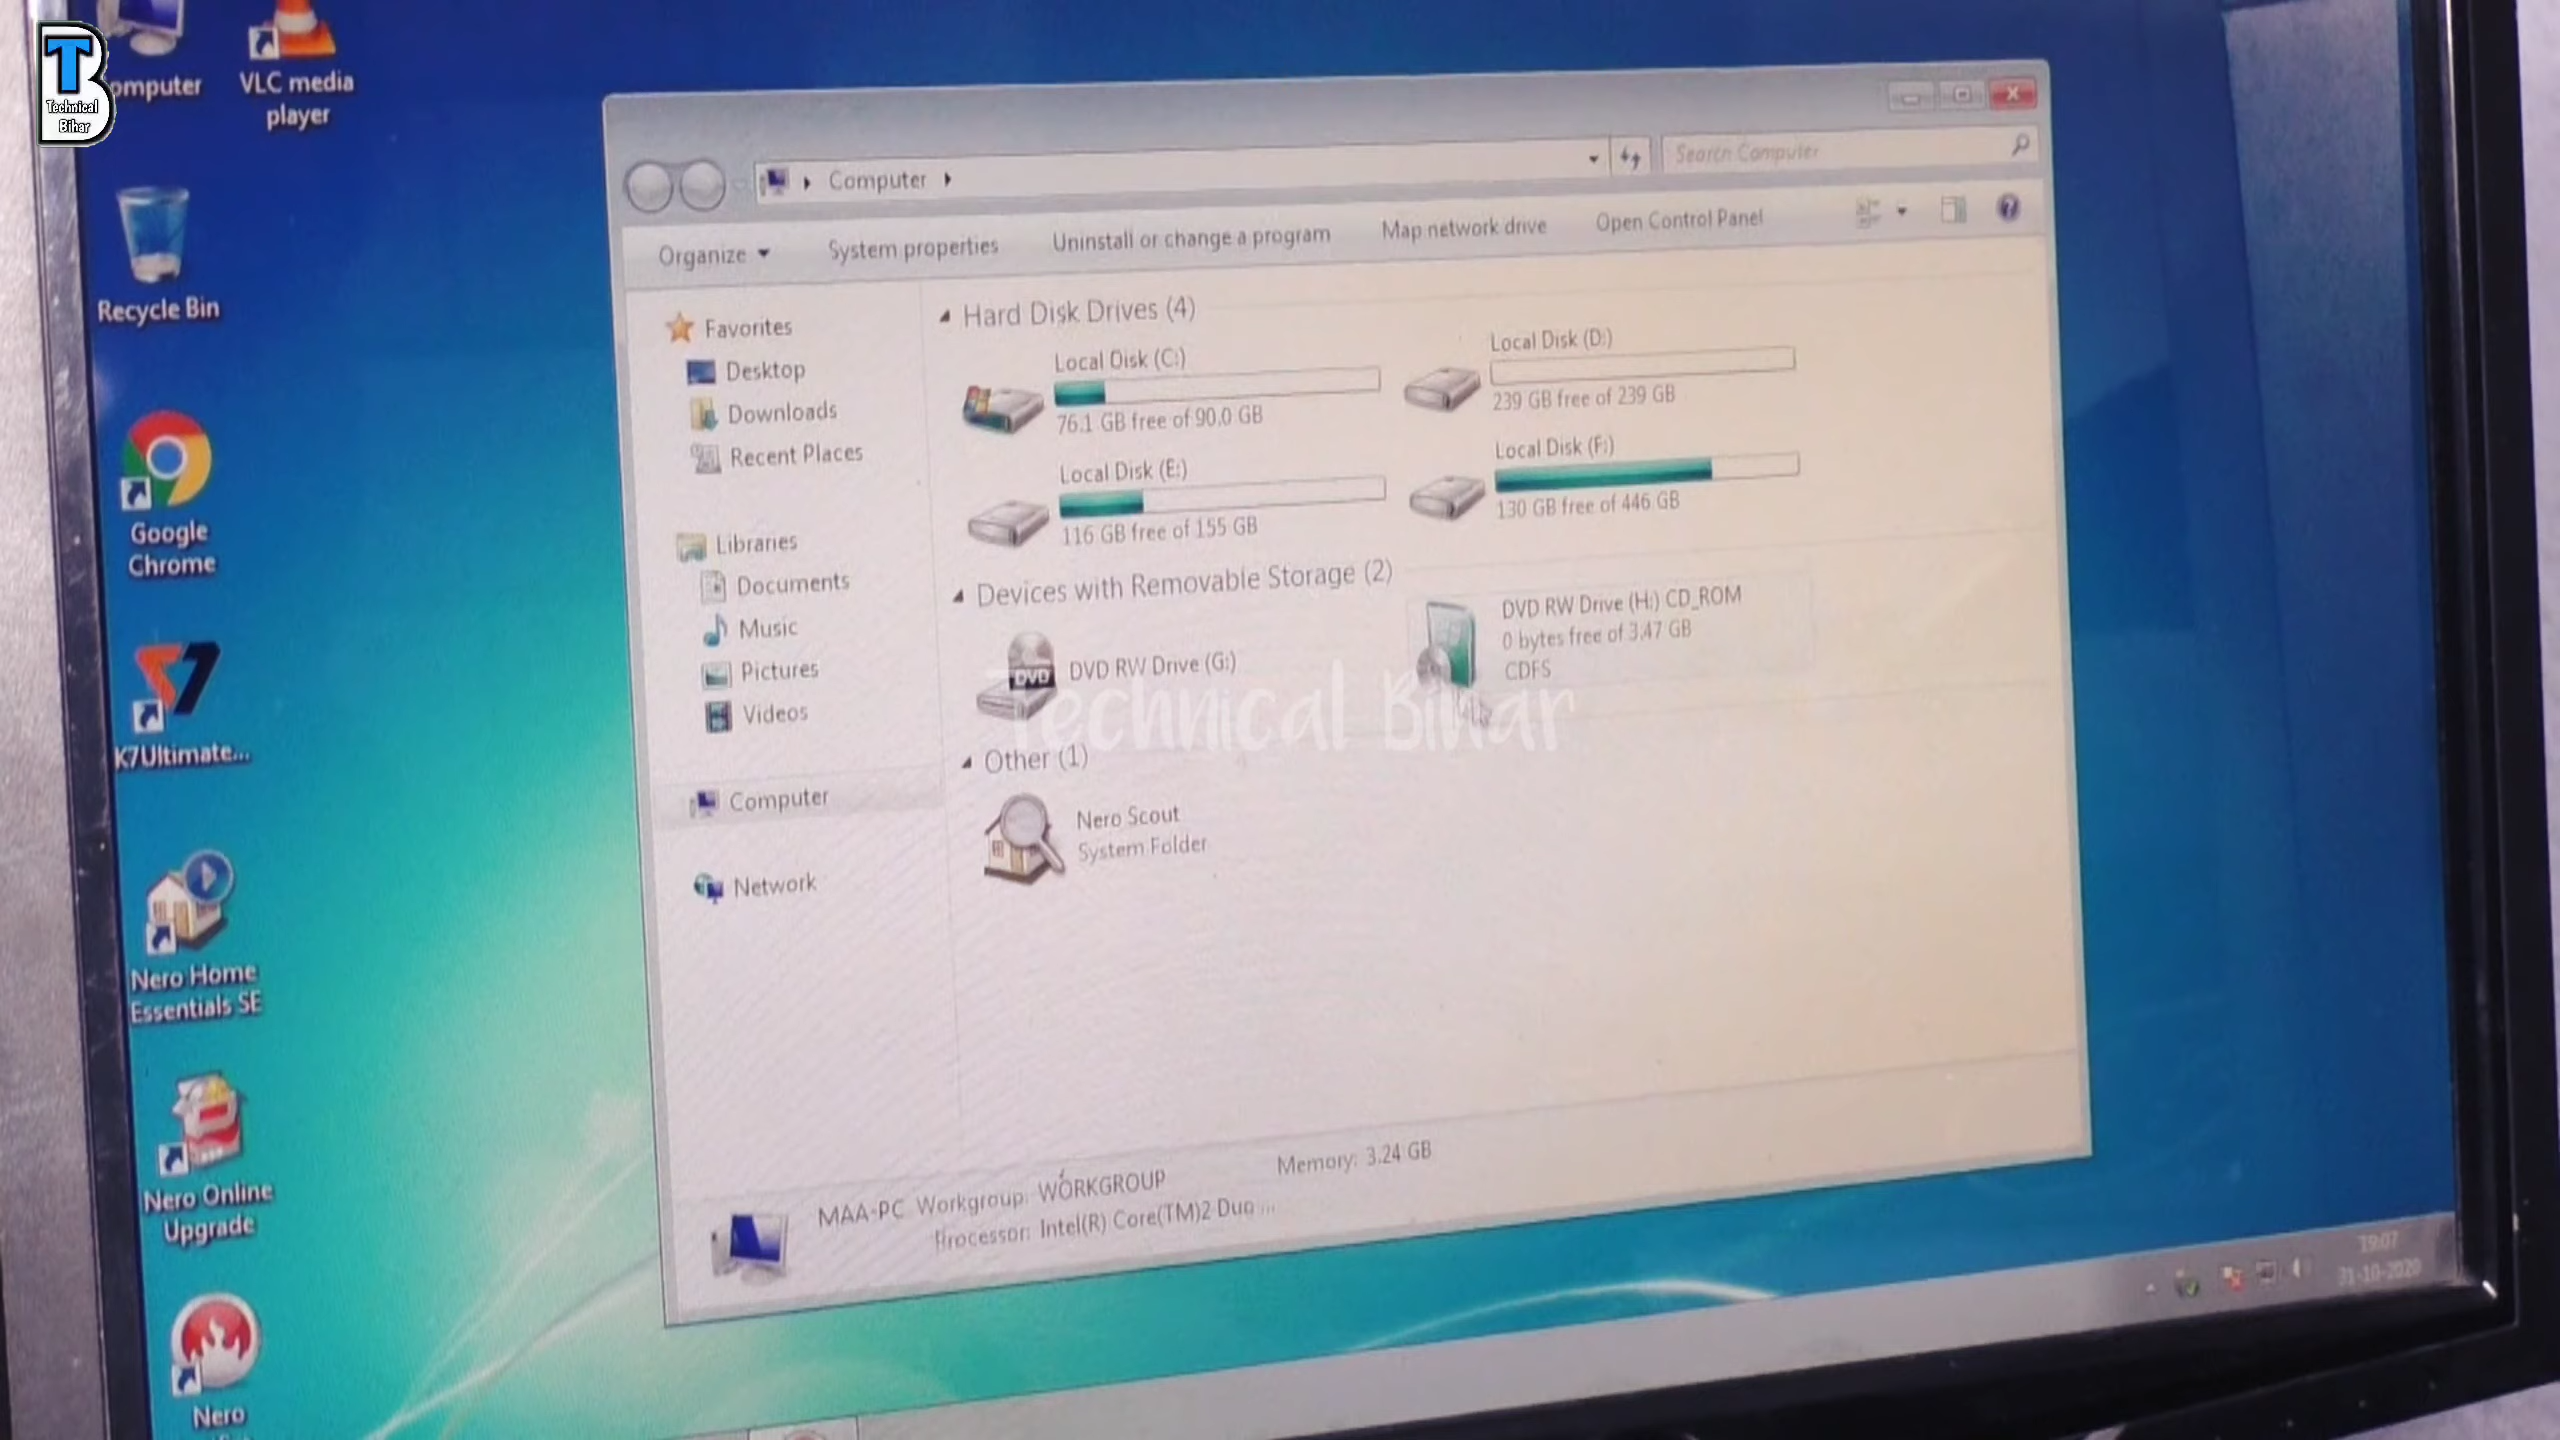 Technical
Bihar
omputer
VLC media
player
Recycle Bin
Google
Chrome
K7Ultimate...
Nero Home
Essentials SE
Nero Online
Upgrade
Nero
Computer
Search Computer
Organize
System properties
Uninstall or change a program
Map network drive
Open Control Panel
Favorites
Desktop
Downloads
Recent Places
Libraries
Documents
Music
Pictures
Videos
Computer
Network
Hard Disk Drives (4)
Local Disk (C:)
76.1 GB free of 90.0 GB
Local Disk (D:)
239 GB free of 239 GB
Local Disk (E:)
116 GB free of 155 GB
Local Disk (F:)
130 GB free of 446 GB
Devices with Removable Storage (2)
DVD
DVD RW Drive (G:)
DVD RW Drive (H:) CD_ROM
0 bytes free of 3.47 GB
CDFS
Technical Bihar
Other (1)
Nero Scout
System Folder
MAA-PC Workgroup: WORKGROUP
Memory: 3.24 GB
Processor: Intel(R) Core(TM)2 Duo ...
19:07
31-10-2020